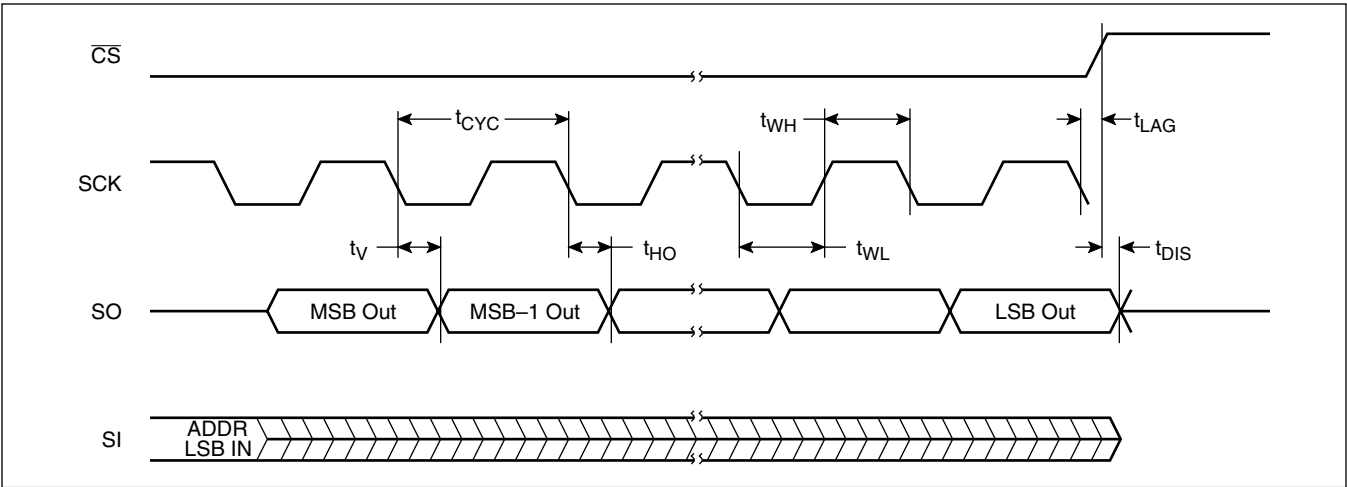 CS
tCYC
tWH
tLAG
SCK
tV
tHO
tWL
tDIS
SO
MSB Out
MSB–1 Out
LSB Out
SI
ADDR
LSB IN